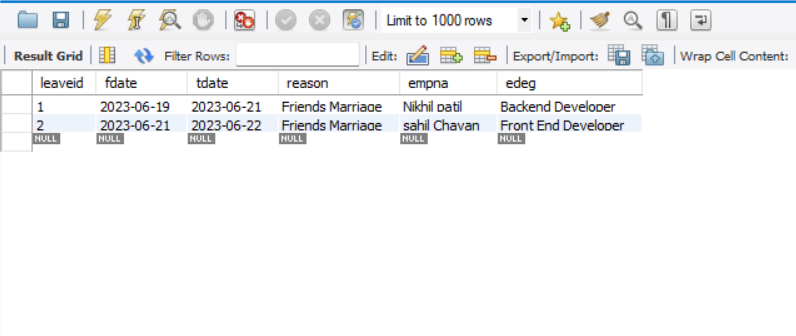 Limit to 1000 rows
Result Grid Filter Rows: Edit: Export/Import: Wrap Cell Content:
leaveid fdate tdate reason empna edeg
1 2023-06-19 2023-06-21 Friends Marriage Nikhil patil Backend Developer
2 2023-06-21 2023-06-22 Friends Marriage sahil Chavan Front End Developer
NULL NULL NULL NULL NULL NULL